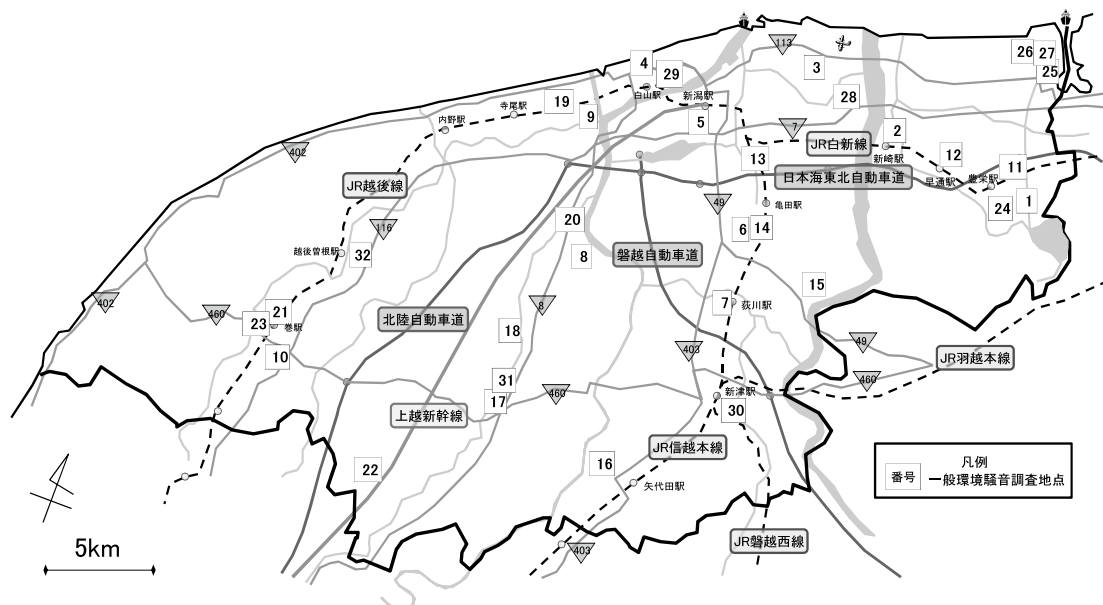 113
26
27
25
4
29
3
28
白山駅
新潟駅
寺尾駅
19
9
5
内野駅
7
JR白新線
2
新崎駅
12
早通駅
豊栄駅
11
13
日本海東北自動車道
402
JR越後線
116
49
亀田駅
24
1
20
6
14
8
磐越自動車道
越後曽根駅
32
15
402
460
21
23
巻駅
北陸自動車道
8
7
荻川駅
18
403
49
JR羽越本線
10
31
17
460
460
新津駅
30
上越新幹線
JR信越本線
22
16
矢代田駅
凡例
番号 一般環境騒音調査地点
5km
403
JR磐越西線